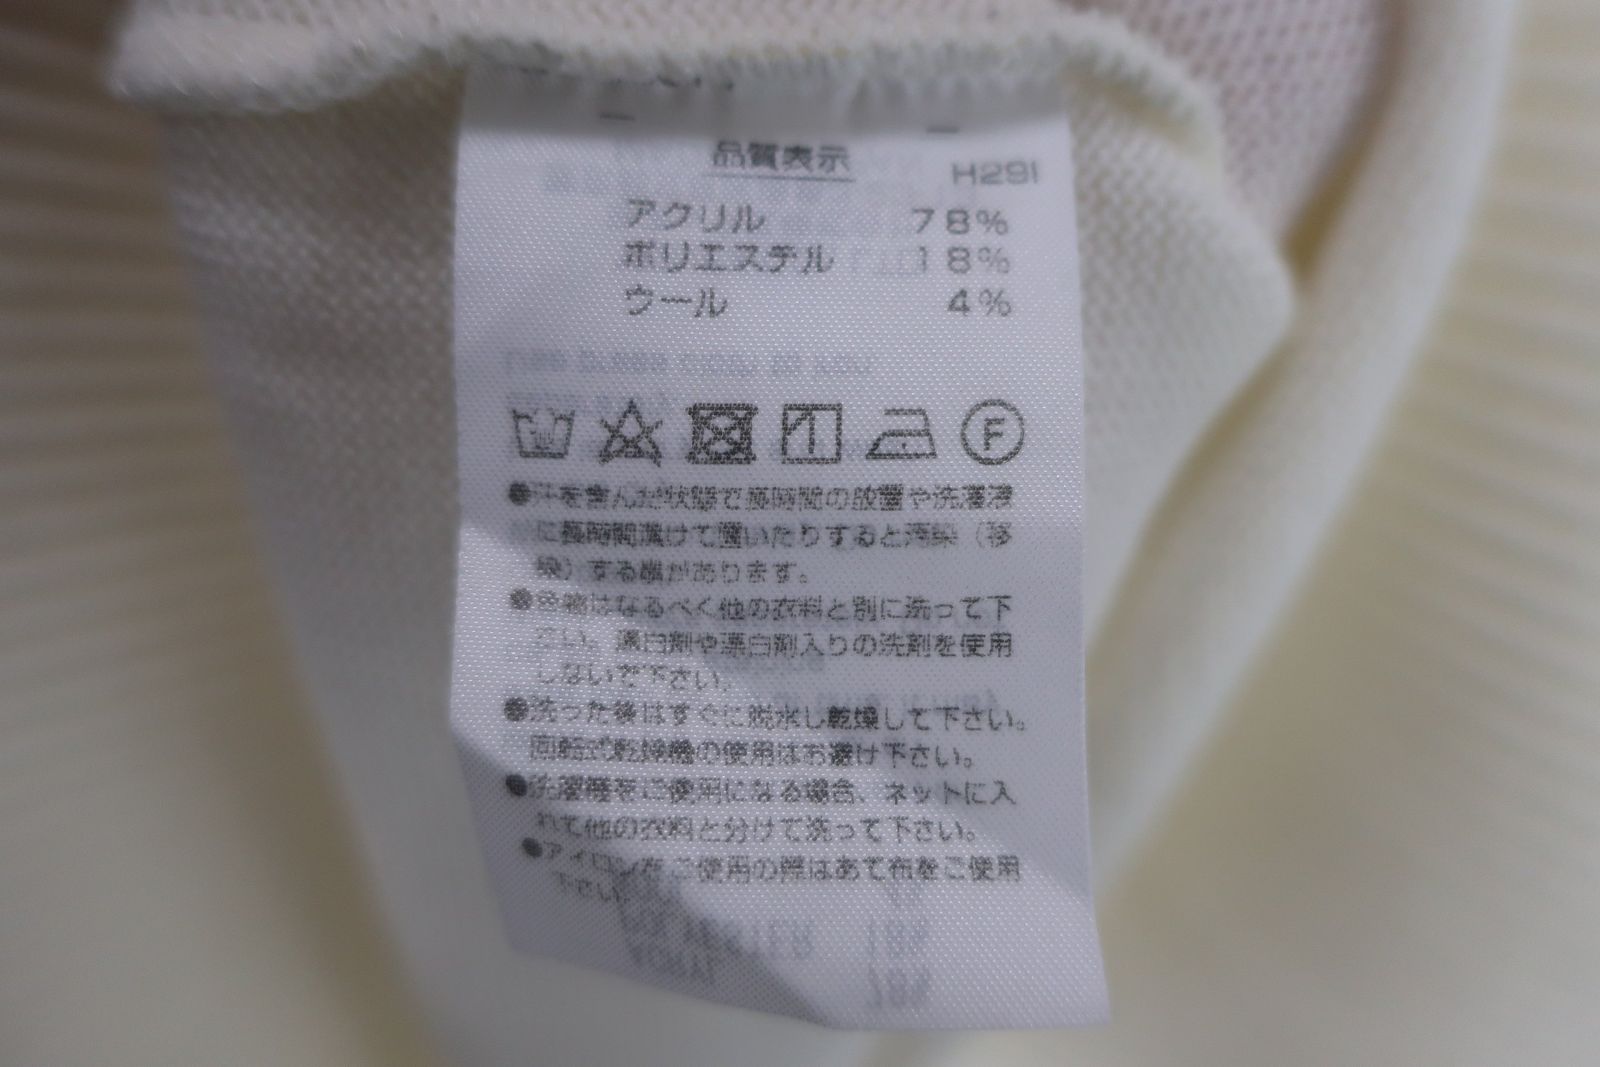 品質表示
H291
アクリル 78%
ポリエステル 18%
ウール 4%
F
●汗を含んだ状態で長時間の放置や洗濯液
に長時間漬けて置いたりすると汚染（移
染）する事があります。
●色物はなるべく他の衣料と別に洗って下
さい。漂白剤や漂白剤入りの洗剤を使用
しないで下さい。
●洗った後はすぐに脱水し乾燥して下さい。
回転式乾燥機の使用はお避け下さい。
●洗濯機をご使用になる場合、ネットに入
れて他の衣料と分けて洗って下さい。
●アイロンをご使用の際はあて布をご使用
下さい。